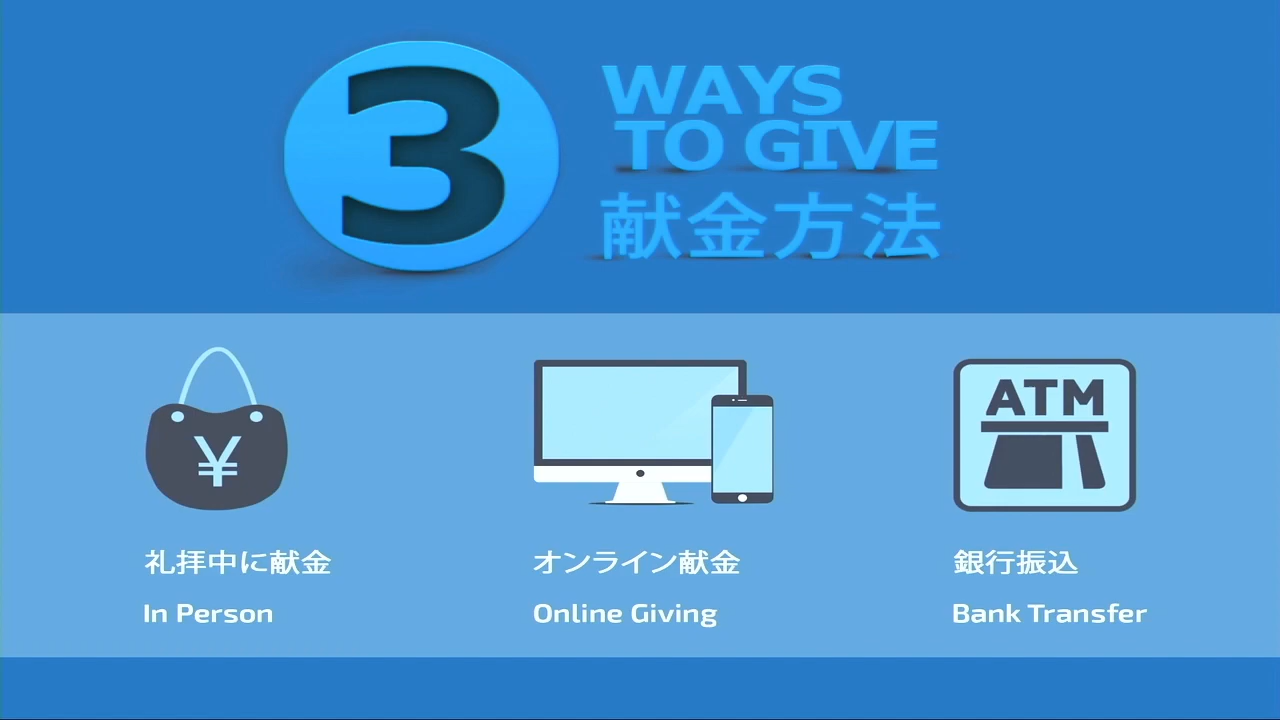 3
WAYS
TO GIVE
献金方法
¥
ATM
礼拝中に献金
In Person
オンライン献金
Online Giving
銀行振込
Bank Transfer